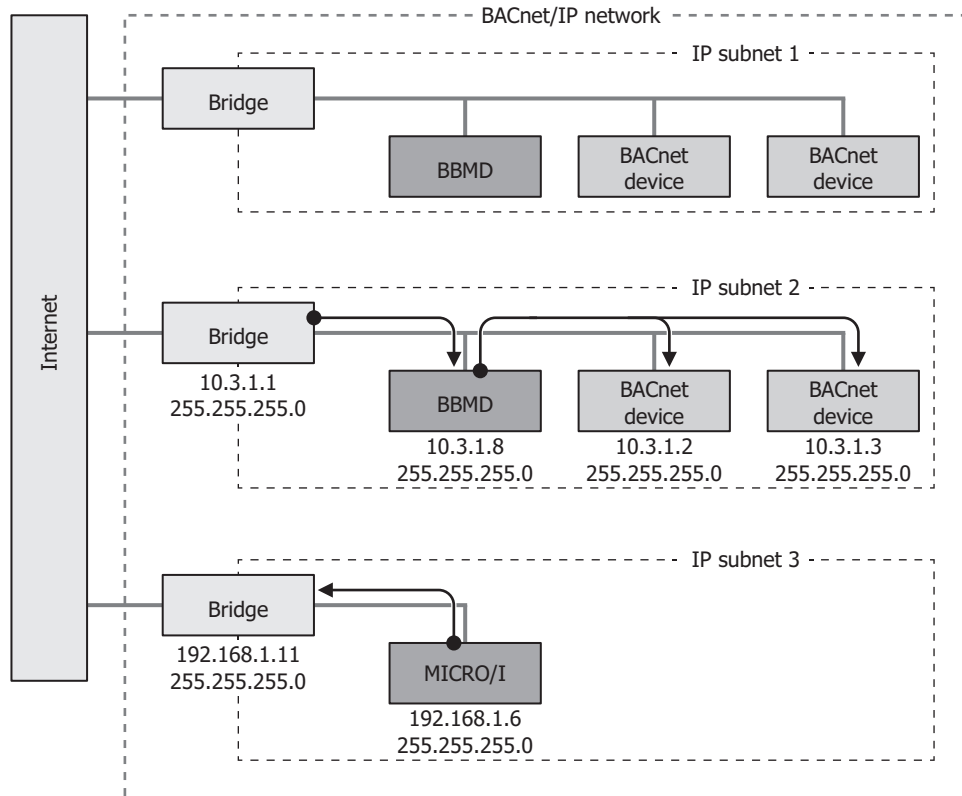 BACnet/IP network
Internet
IP subnet 1
Bridge
BBMD
BACnet
device
BACnet
device
IP subnet 2
Bridge
10.3.1.1
255.255.255.0
BBMD
10.3.1.8
255.255.255.0
BACnet
device
10.3.1.2
255.255.255.0
BACnet
device
10.3.1.3
255.255.255.0
IP subnet 3
Bridge
192.168.1.11
255.255.255.0
MICRO/I
192.168.1.6
255.255.255.0